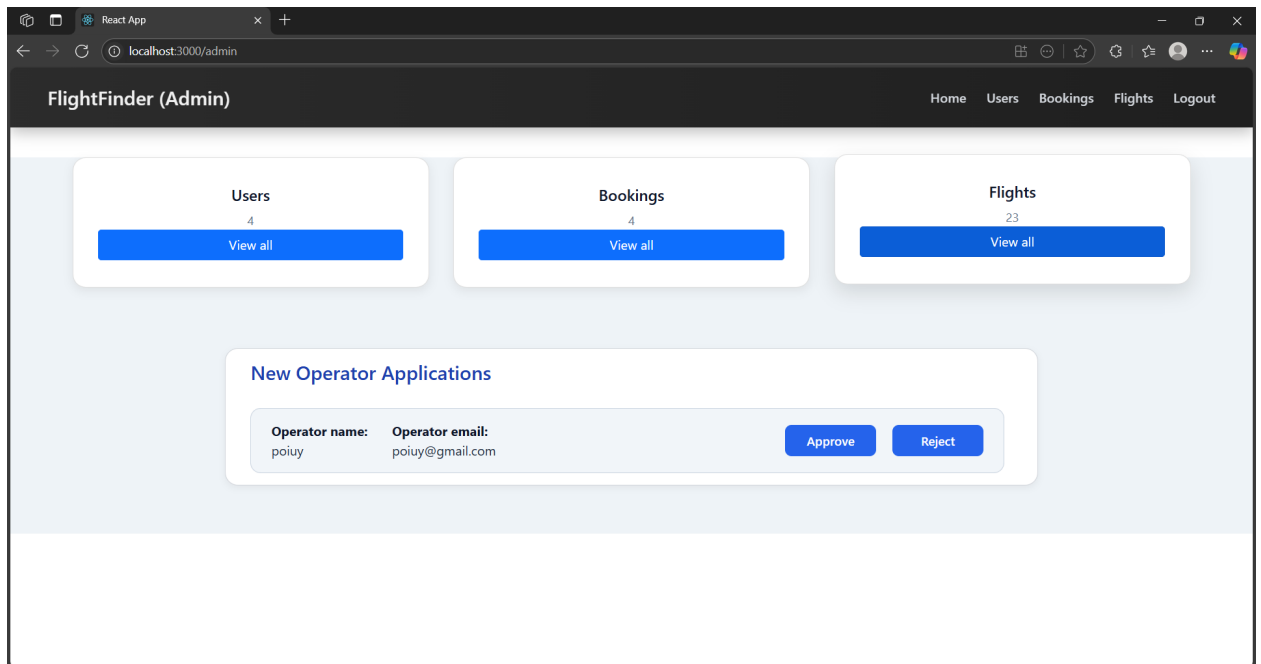 React App
localhost:3000/admin
FlightFinder (Admin)
Home Users Bookings Flights Logout
Users
4
View all
Bookings
4
View all
Flights
23
View all
New Operator Applications
Operator name: Operator email:
poiuy poiuy@gmail.com
Approve Reject